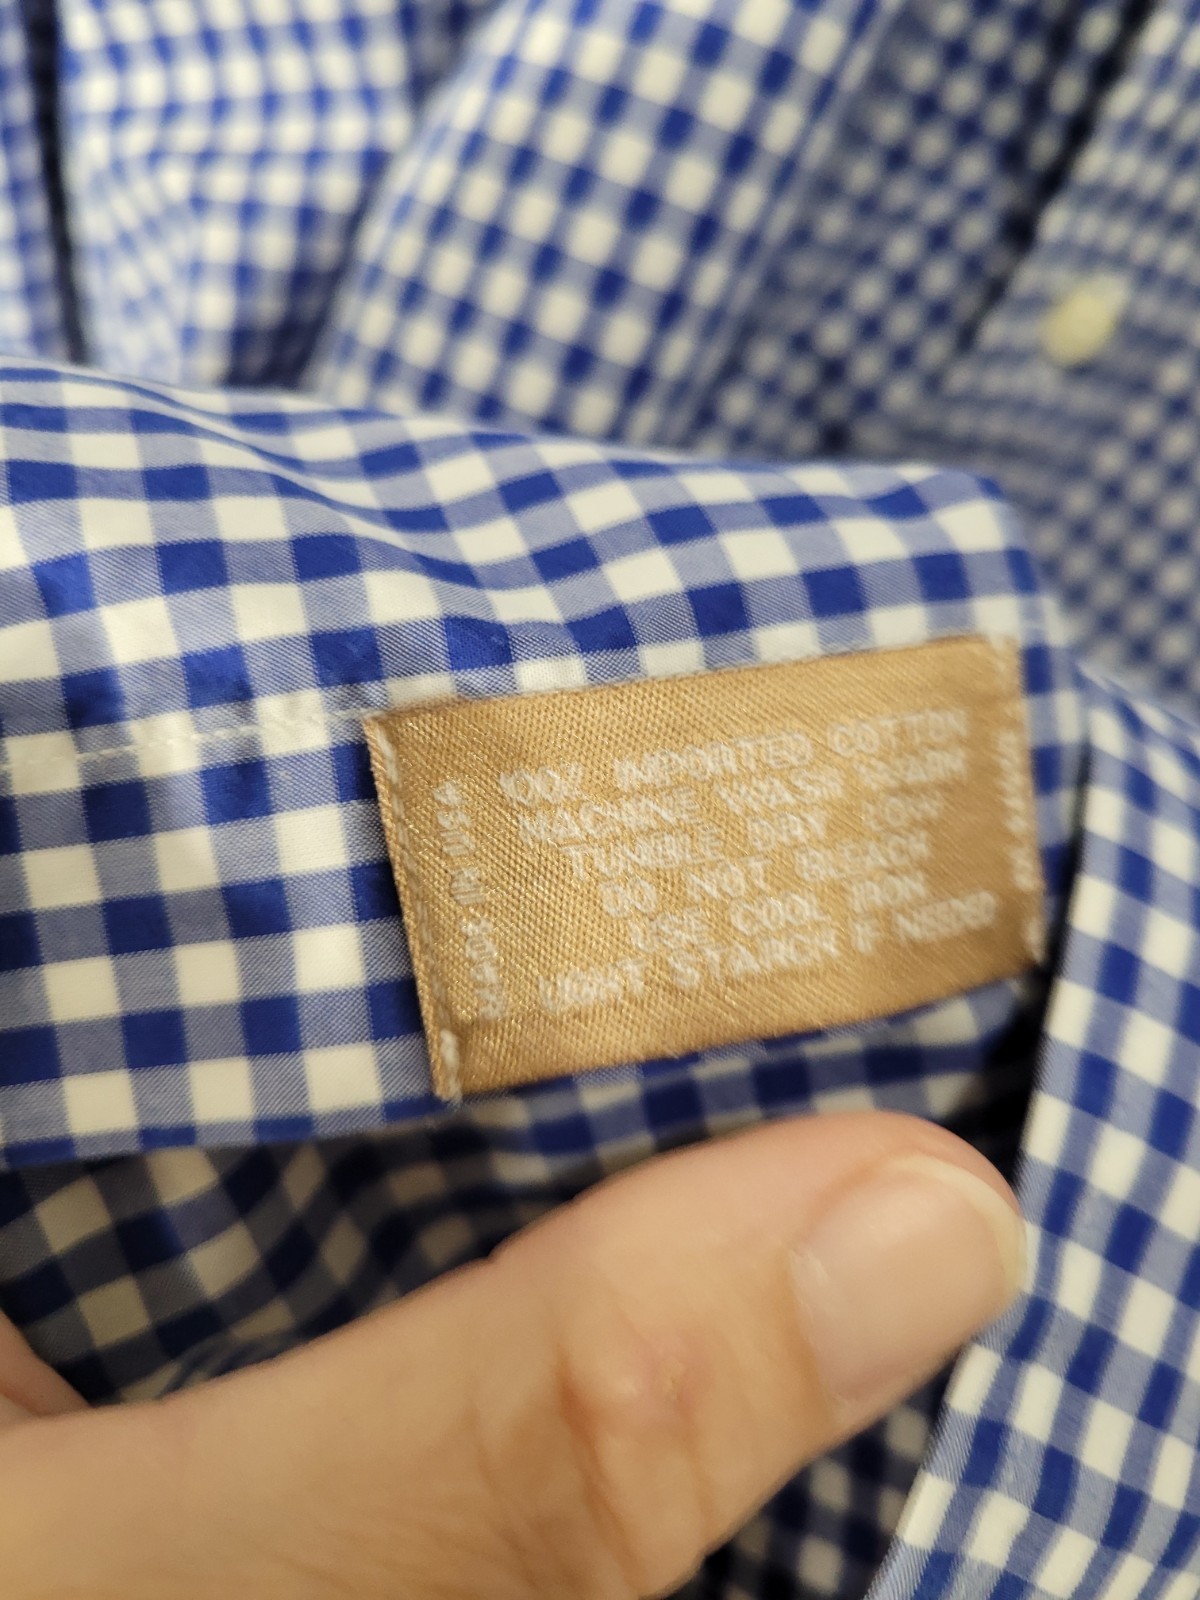 100% IMPORTED COTTON
MACHINE WASH WARM
TUMBLE DRY LOW
DO NOT BLEACH
USE COOL IRON
LIGHT STARCH IF NEEDED
IN USA